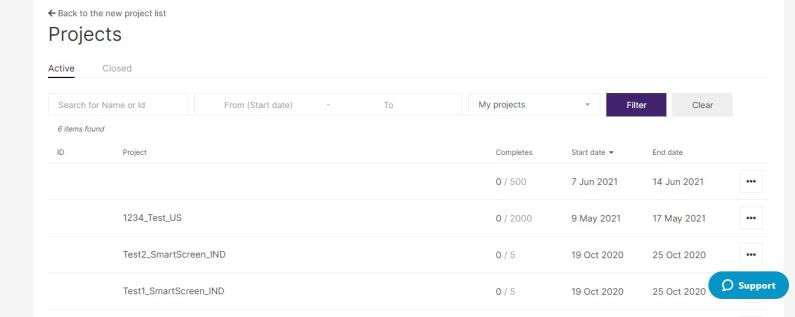 ← Back to the new project list
Projects
Active Closed
Search for Name or Id From (Start date) - To My projects Filter Clear
6 items found
ID Project Completes Start date End date
0 / 500 7 Jun 2021 14 Jun 2021 •••
1234_Test_US 0 / 2000 9 May 2021 17 May 2021 •••
Test2_SmartScreen_IND 0 / 5 19 Oct 2020 25 Oct 2020 •••
Test1_SmartScreen_IND 0 / 5 19 Oct 2020 25 Oct 2020
Support